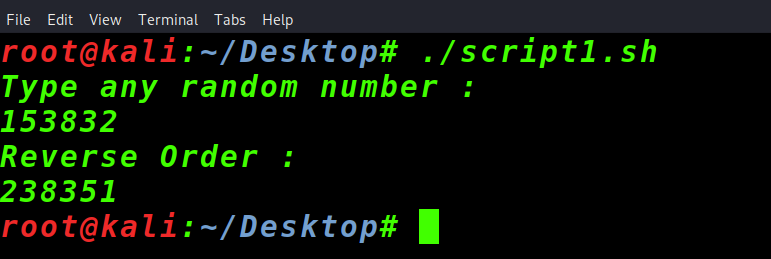 File Edit View Terminal Tabs Help
root@kali:~/Desktop# ./script1.sh
Type any random number :
153832
Reverse Order :
238351
root@kali:~/Desktop#